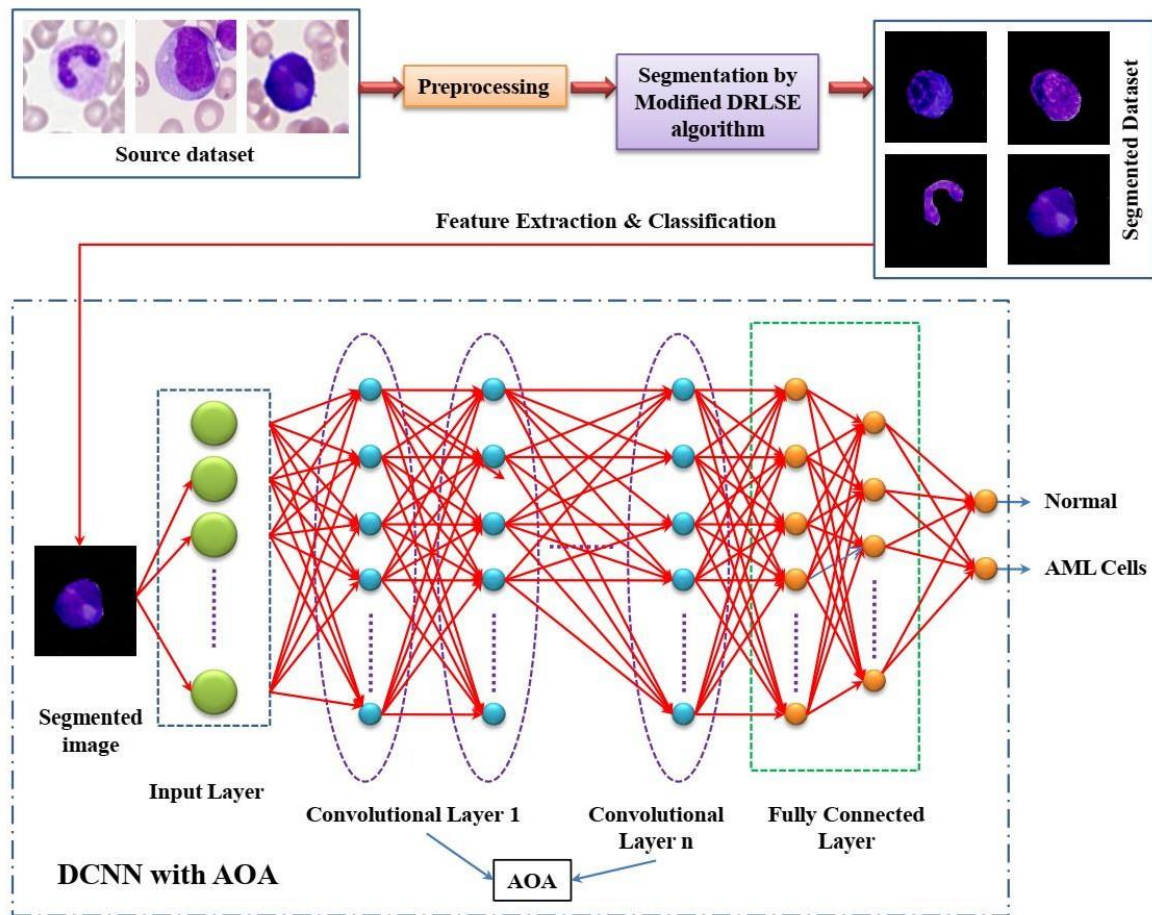 Source dataset
Preprocessing
Segmentation by
Modified DRLSE
algorithm
Segmented Dataset
Feature Extraction & Classification
Normal
AML Cells
Segmented
image
Input Layer
Convolutional Layer 1
Convolutional
Layer n
Fully Connected
Layer
DCNN with AOA
AOA